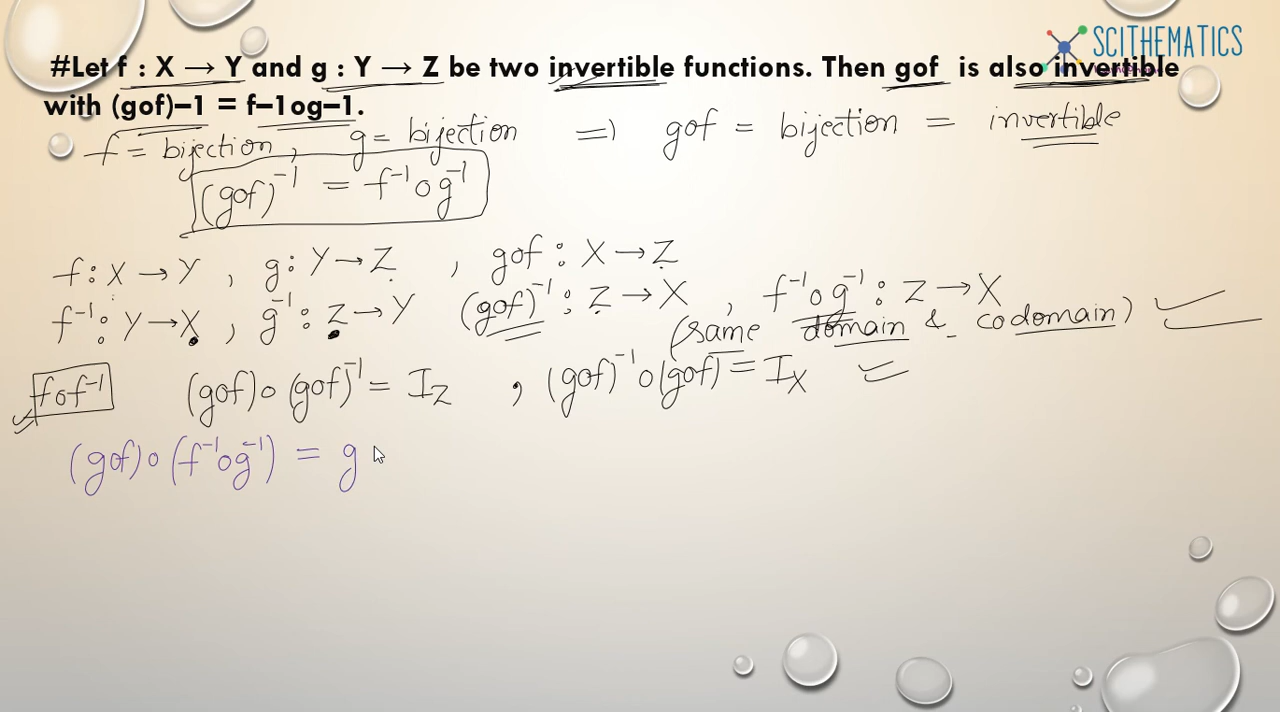 SCITHEMATICS
#Let f : X → Y and g : Y → Z be two invertible functions. Then gof is also invertible
with (gof)–1 = f–1og–1.
f = bijection, g = bijection ⇒ gof = bijection = invertible
(gof)⁻¹ = f⁻¹og⁻¹
f : X → Y , g : Y → Z , gof : X → Z
f⁻¹ : Y → X , g⁻¹ : Z → Y (gof)⁻¹ : Z → X , f⁻¹og⁻¹ : Z → X
(same domain & codomain)
fof⁻¹ (gof)o(gof)⁻¹ = I_Z , (gof)⁻¹o(gof) = I_X
(gof)o(f⁻¹og⁻¹) = g